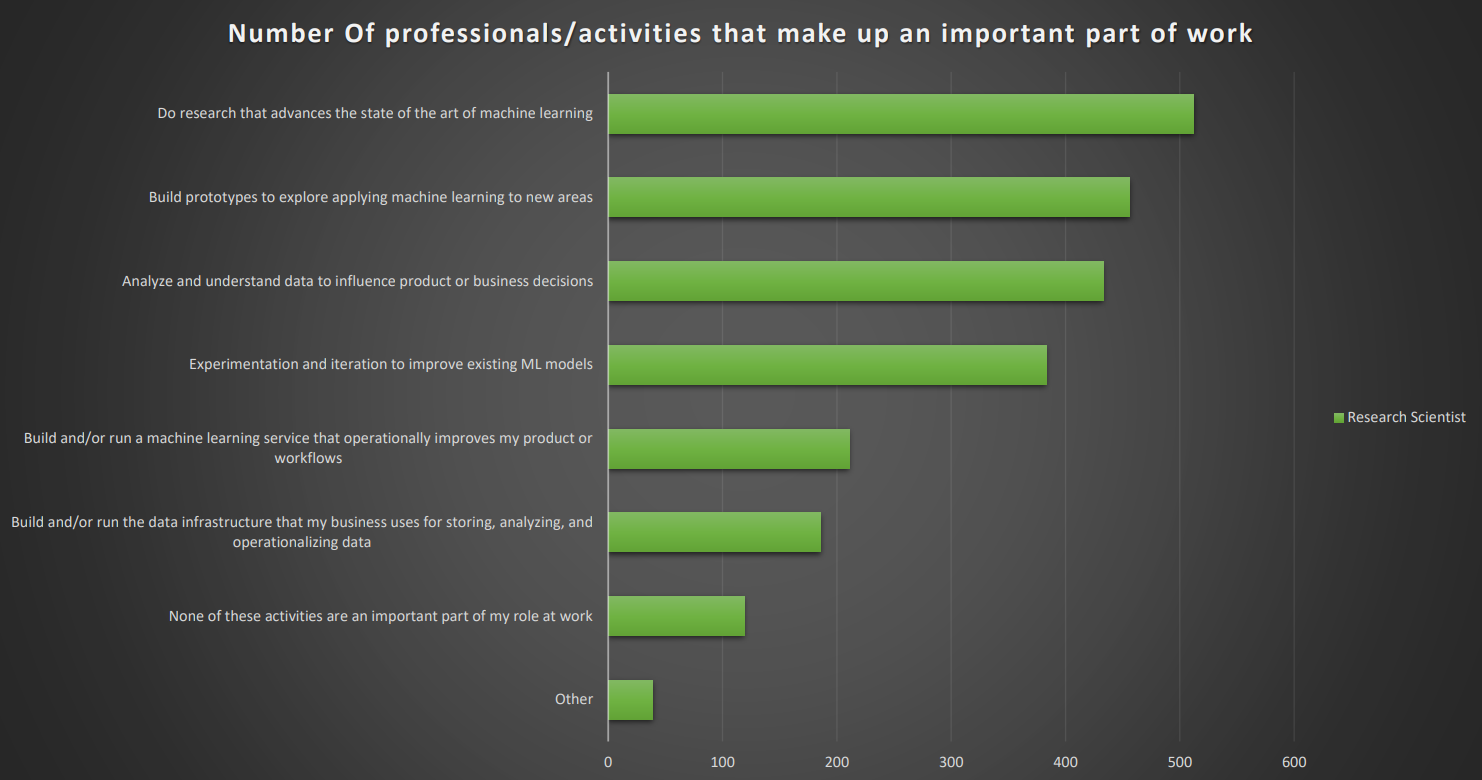 Number Of professionals/activities that make up an important part of work
Do research that advances the state of the art of machine learning
Build prototypes to explore applying machine learning to new areas
Analyze and understand data to influence product or business decisions
Experimentation and iteration to improve existing ML models
Build and/or run a machine learning service that operationally improves my product or
workflows
Build and/or run the data infrastructure that my business uses for storing, analyzing, and
operationalizing data
None of these activities are an important part of my role at work
Other
0 100 200 300 400 500 600
Research Scientist